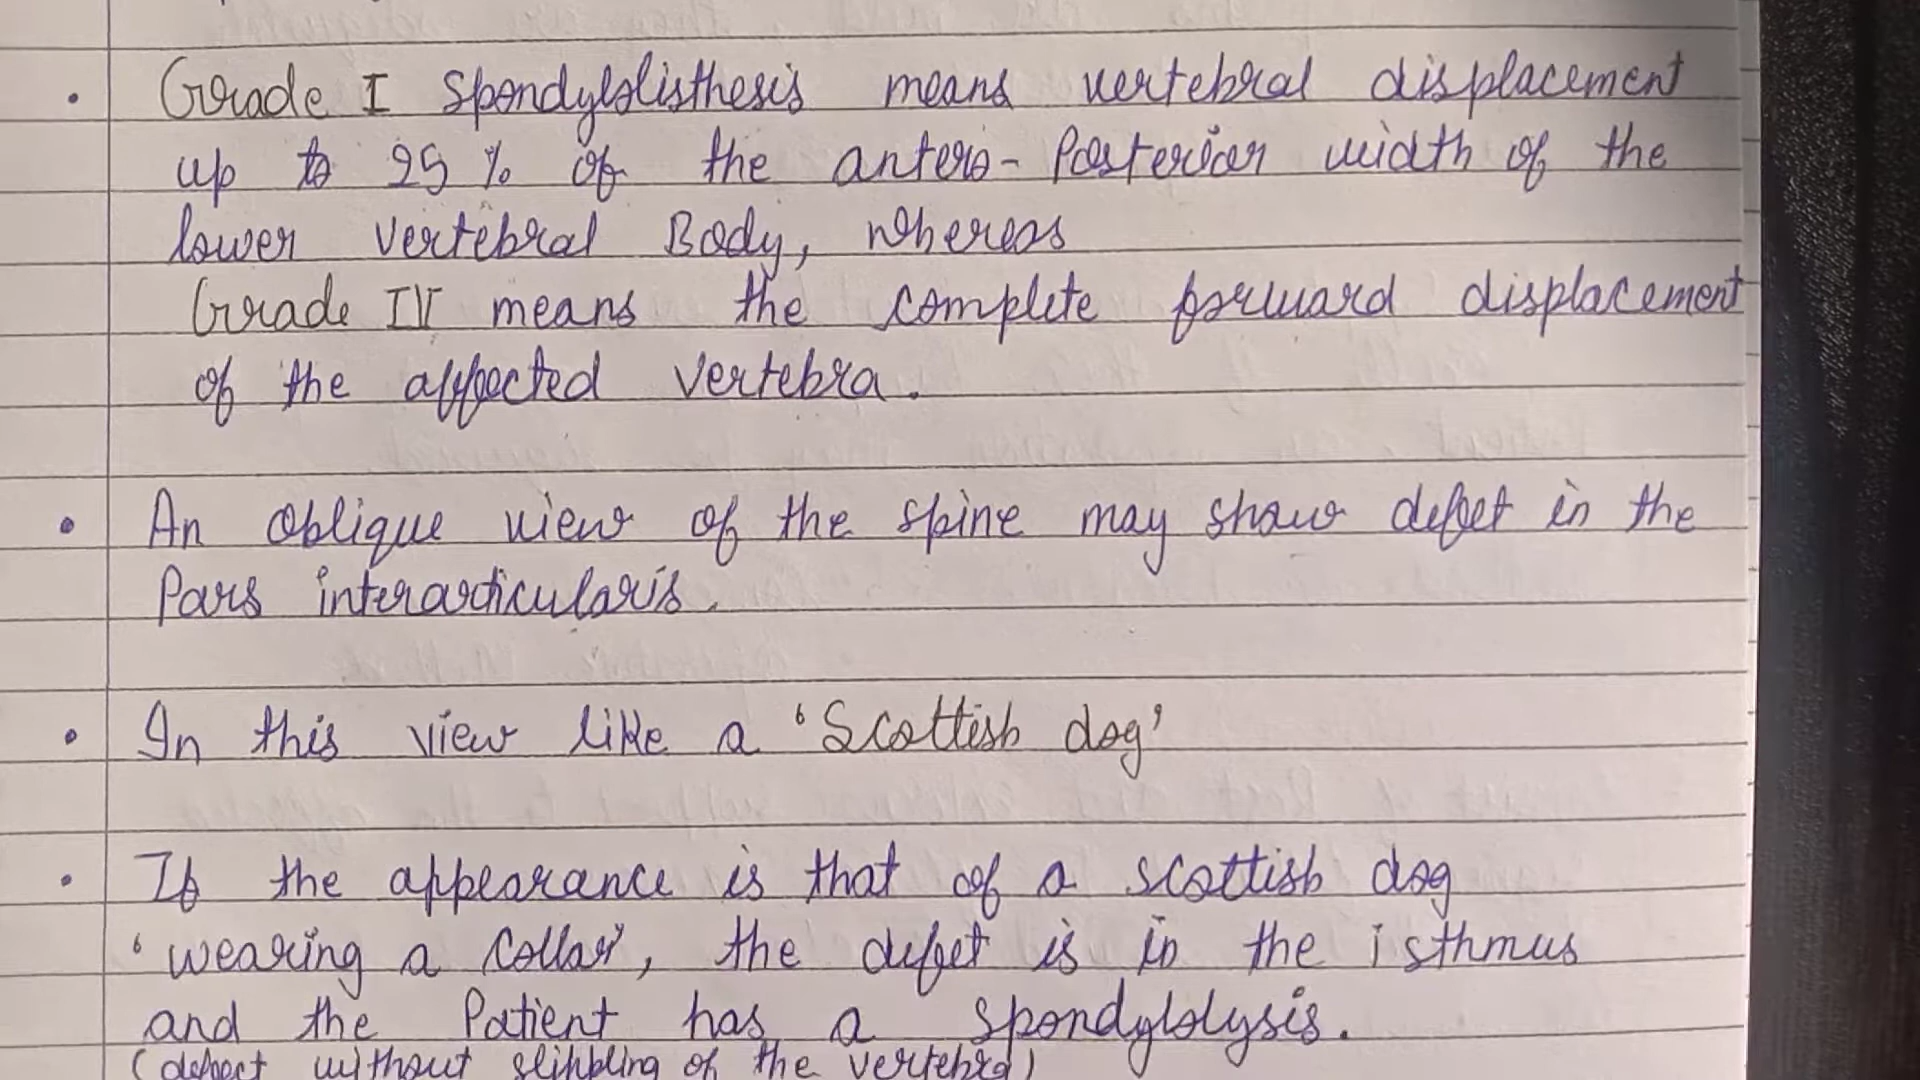 • Grade I Spondylolisthesis means vertebral displacement
up to 25% of the antero-Posterior width of the
lower vertebral Body, whereas
Grade IV means the complete forward displacement
of the affected vertebra.
• An oblique view of the spine may show defect in the
Pars interarticularis.
• In this view like a 'Scottish dog'
• If the appearance is that of a scottish dog
'wearing a collar', the defect is in the isthmus
and the Patient has a spondylolysis.
(defect without slippling of the vertebra)